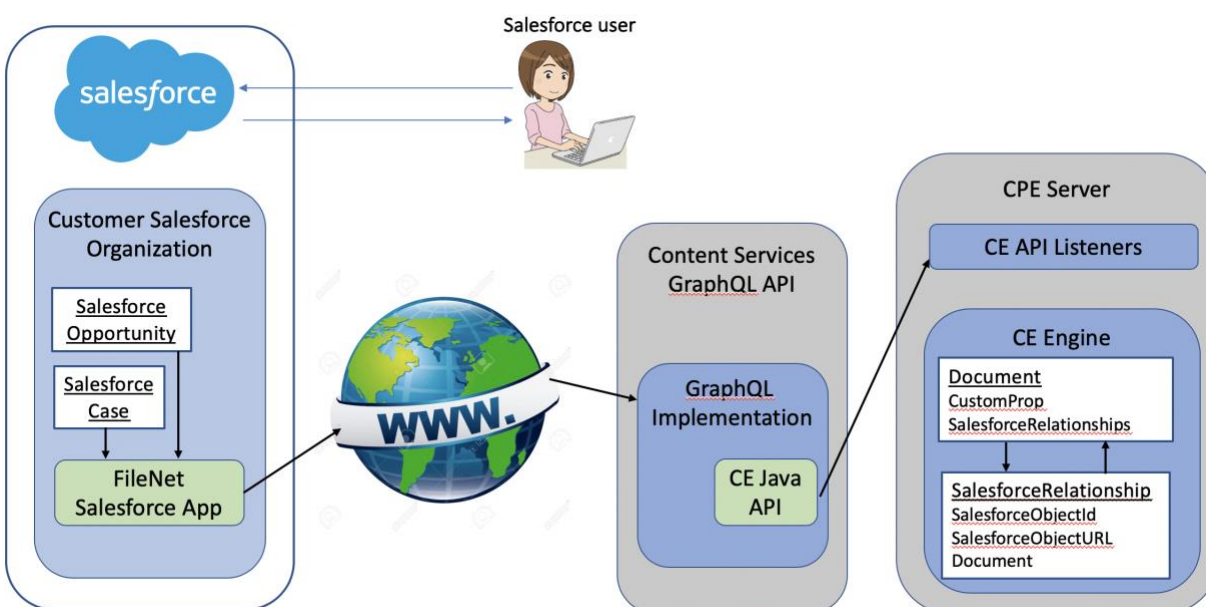 Salesforce user
salesforce
Customer Salesforce
Organization
Salesforce
Opportunity
Salesforce
Case
FileNet
Salesforce App
WWW.
Content Services
GraphQL API
GraphQL
Implementation
CE Java
API
CPE Server
CE API Listeners
CE Engine
Document
CustomProp
SalesforceRelationships
SalesforceRelationship
SalesforceObjectId
SalesforceObjectURL
Document